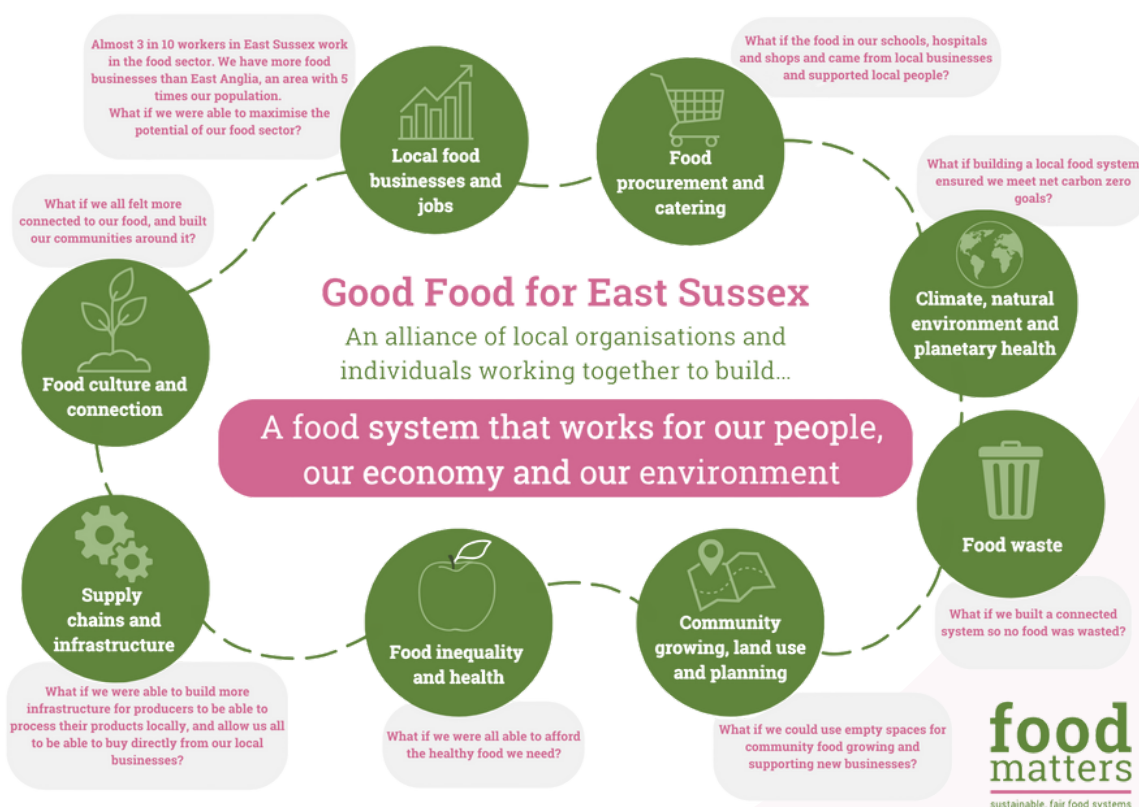 Almost 3 in 10 workers in East Sussex work
in the food sector. We have more food
businesses than East Anglia, an area with 5
times our population.
What if we were able to maximise the
potential of our food sector?
Local food
businesses and
jobs
What if the food in our schools, hospitals
and shops and came from local businesses
and supported local people?
Food
procurement and
catering
What if building a local food system
ensured we meet net carbon zero
goals?
Climate, natural
environment and
planetary health
What if we all felt more
connected to our food, and built
our communities around it?
Food culture and
connection
Good Food for East Sussex
An alliance of local organisations and
individuals working together to build...
A food system that works for our people,
our economy and our environment
Food waste
What if we built a connected
system so no food was wasted?
Supply
chains and
infrastructure
What if we were able to build more
infrastructure for producers to be able to
process their products locally, and allow us all
to be able to buy directly from our local
businesses?
Food inequality
and health
What if we were all able to afford
the healthy food we need?
Community
growing, land use
and planning
What if we could use empty spaces for
community food growing and
supporting new businesses?
food
matters
sustainable, fair food systems